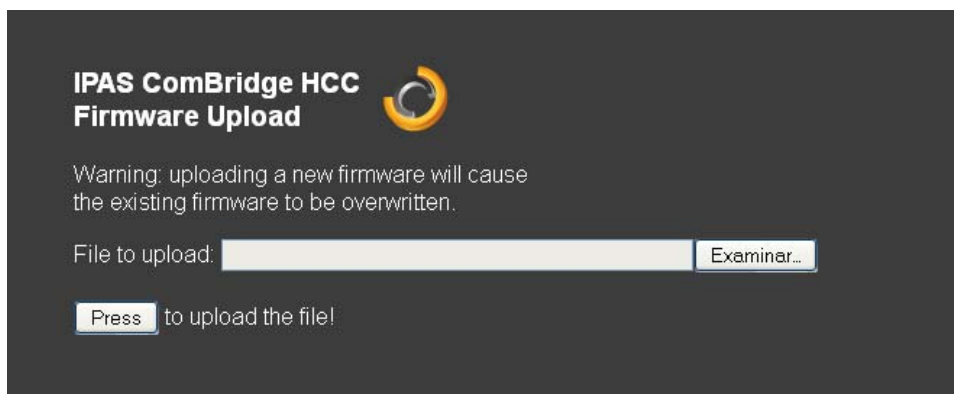 IPAS ComBridge HCC
Firmware Upload
Warning: uploading a new firmware will cause
the existing firmware to be overwritten.
File to upload: Examinar...
Press to upload the file!